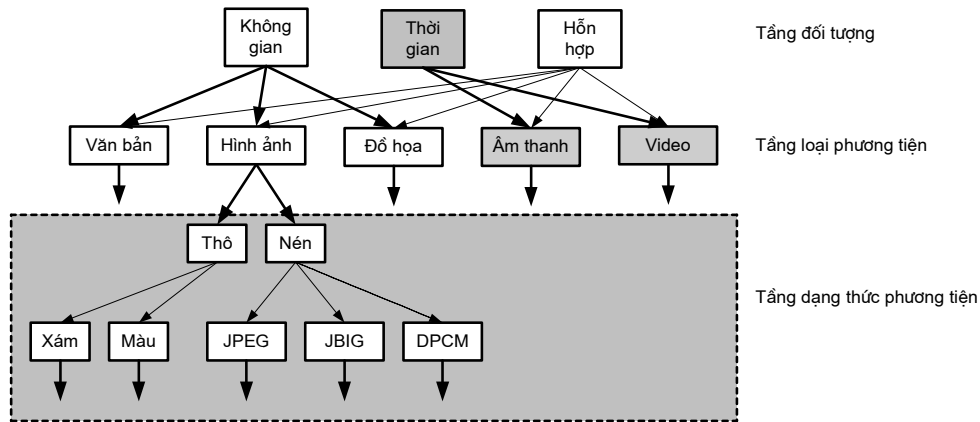 Không
gian
Thời
gian
Hỗn
hợp
Tầng đối tượng
Văn bản
Hình ảnh
Đồ họa
Âm thanh
Video
Tầng loại phương tiện
Thô
Nén
Tầng dạng thức phương tiện
Xám
Màu
JPEG
JBIG
DPCM